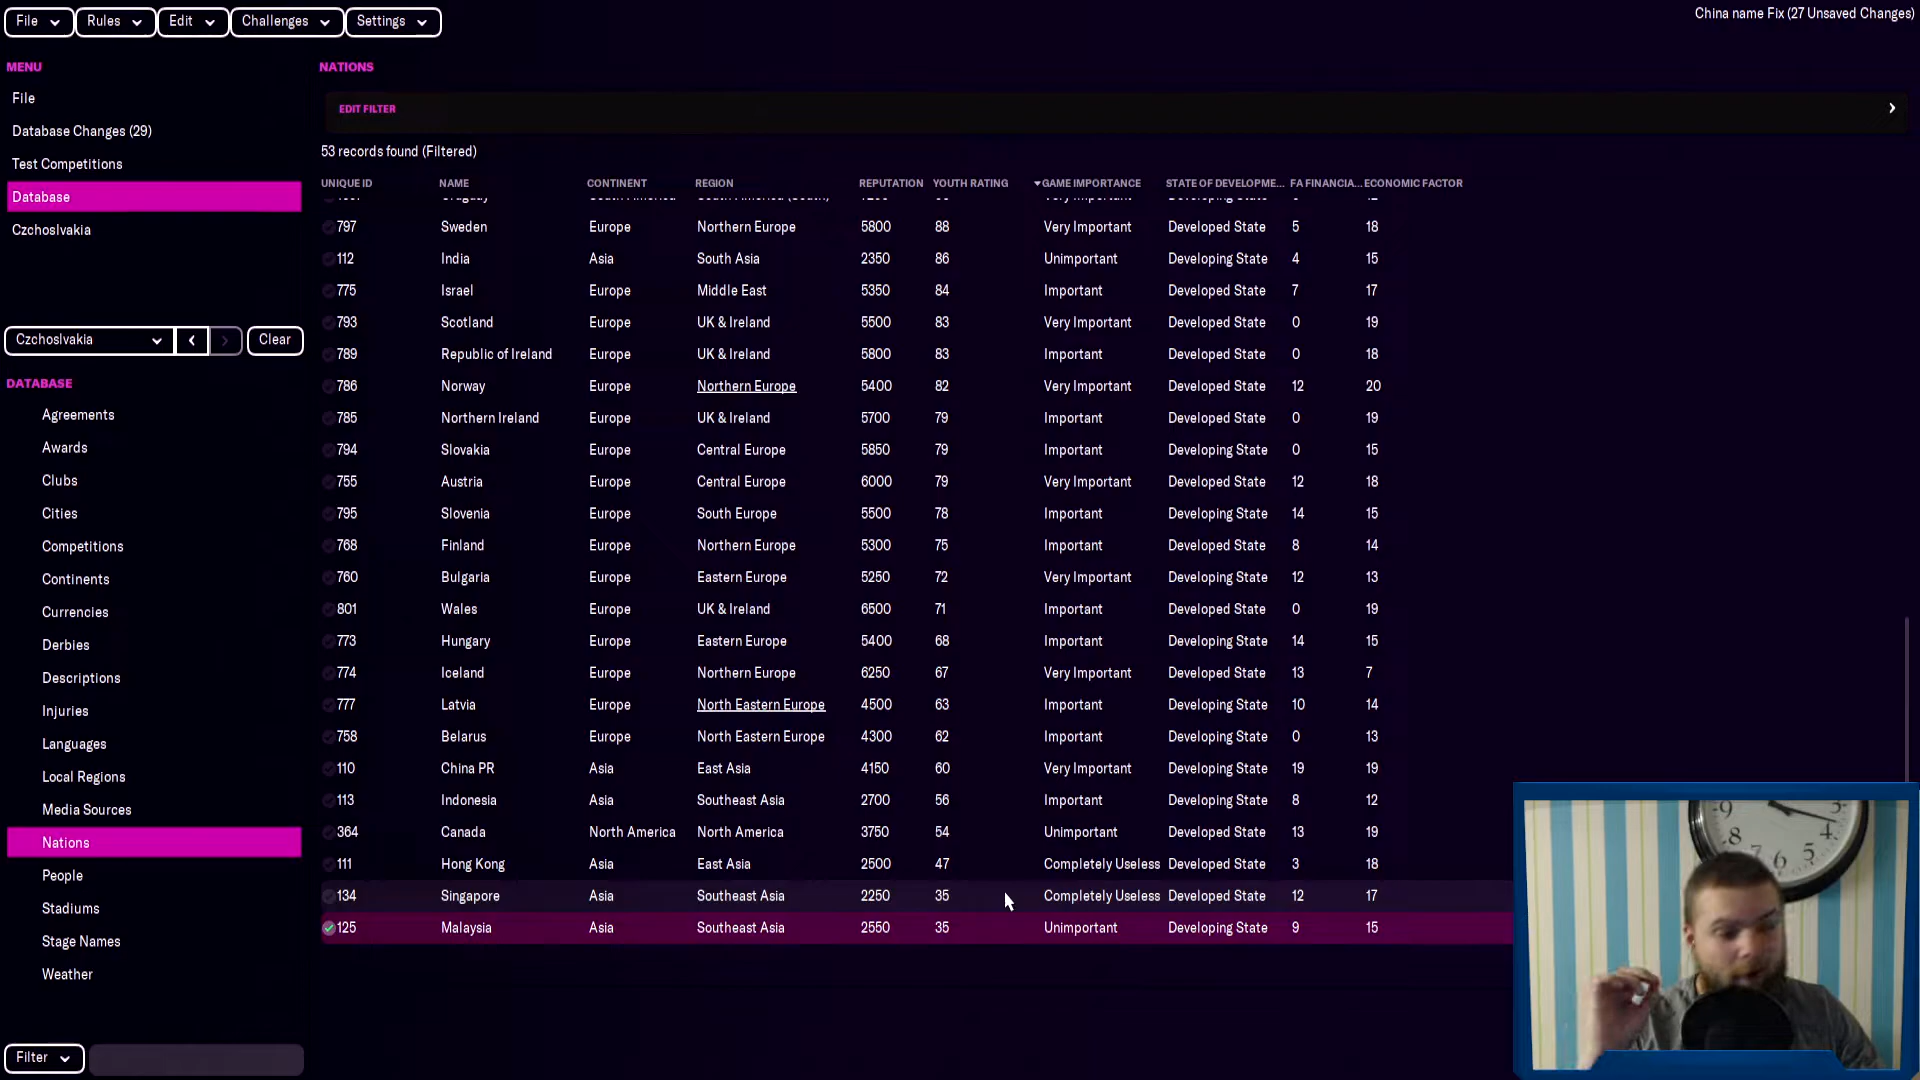 File Rules Edit Challenges Settings
China name Fix (27 Unsaved Changes)
MENU
File
Database Changes (29)
Test Competitions
Database
Czchoslvakia
Czchoslvakia Clear
DATABASE
Agreements
Awards
Clubs
Cities
Competitions
Continents
Currencies
Derbies
Descriptions
Injuries
Languages
Local Regions
Media Sources
Nations
People
Stadiums
Stage Names
Weather
Filter
NATIONS
EDIT FILTER
53 records found (Filtered)
UNIQUE ID NAME CONTINENT REGION REPUTATION YOUTH RATING GAME IMPORTANCE STATE OF DEVELOPME... FA FINANCIA... ECONOMIC FACTOR
797 Sweden Europe Northern Europe 5800 88 Very Important Developed State 5 18
112 India Asia South Asia 2350 86 Unimportant Developing State 4 15
775 Israel Europe Middle East 5350 84 Important Developed State 7 17
793 Scotland Europe UK & Ireland 5500 83 Very Important Developed State 0 19
789 Republic of Ireland Europe UK & Ireland 5800 83 Important Developed State 0 18
786 Norway Europe Northern Europe 5400 82 Very Important Developed State 12 20
785 Northern Ireland Europe UK & Ireland 5700 79 Important Developed State 0 19
794 Slovakia Europe Central Europe 5850 79 Important Developing State 0 15
755 Austria Europe Central Europe 6000 79 Very Important Developed State 12 18
795 Slovenia Europe South Europe 5500 78 Important Developing State 14 15
768 Finland Europe Northern Europe 5300 75 Important Developed State 8 14
760 Bulgaria Europe Eastern Europe 5250 72 Very Important Developing State 12 13
801 Wales Europe UK & Ireland 6500 71 Important Developed State 0 19
773 Hungary Europe Eastern Europe 5400 68 Important Developing State 14 15
774 Iceland Europe Northern Europe 6250 67 Very Important Developed State 13 7
777 Latvia Europe North Eastern Europe 4500 63 Important Developing State 10 14
758 Belarus Europe North Eastern Europe 4300 62 Important Developing State 0 13
110 China PR Asia East Asia 4150 60 Very Important Developing State 19 19
113 Indonesia Asia Southeast Asia 2700 56 Important Developing State 8 12
364 Canada North America North America 3750 54 Unimportant Developed State 13 19
111 Hong Kong Asia East Asia 2500 47 Completely Useless Developed State 3 18
134 Singapore Asia Southeast Asia 2250 35 Completely Useless Developed State 12 17
125 Malaysia Asia Southeast Asia 2550 35 Unimportant Developing State 9 15